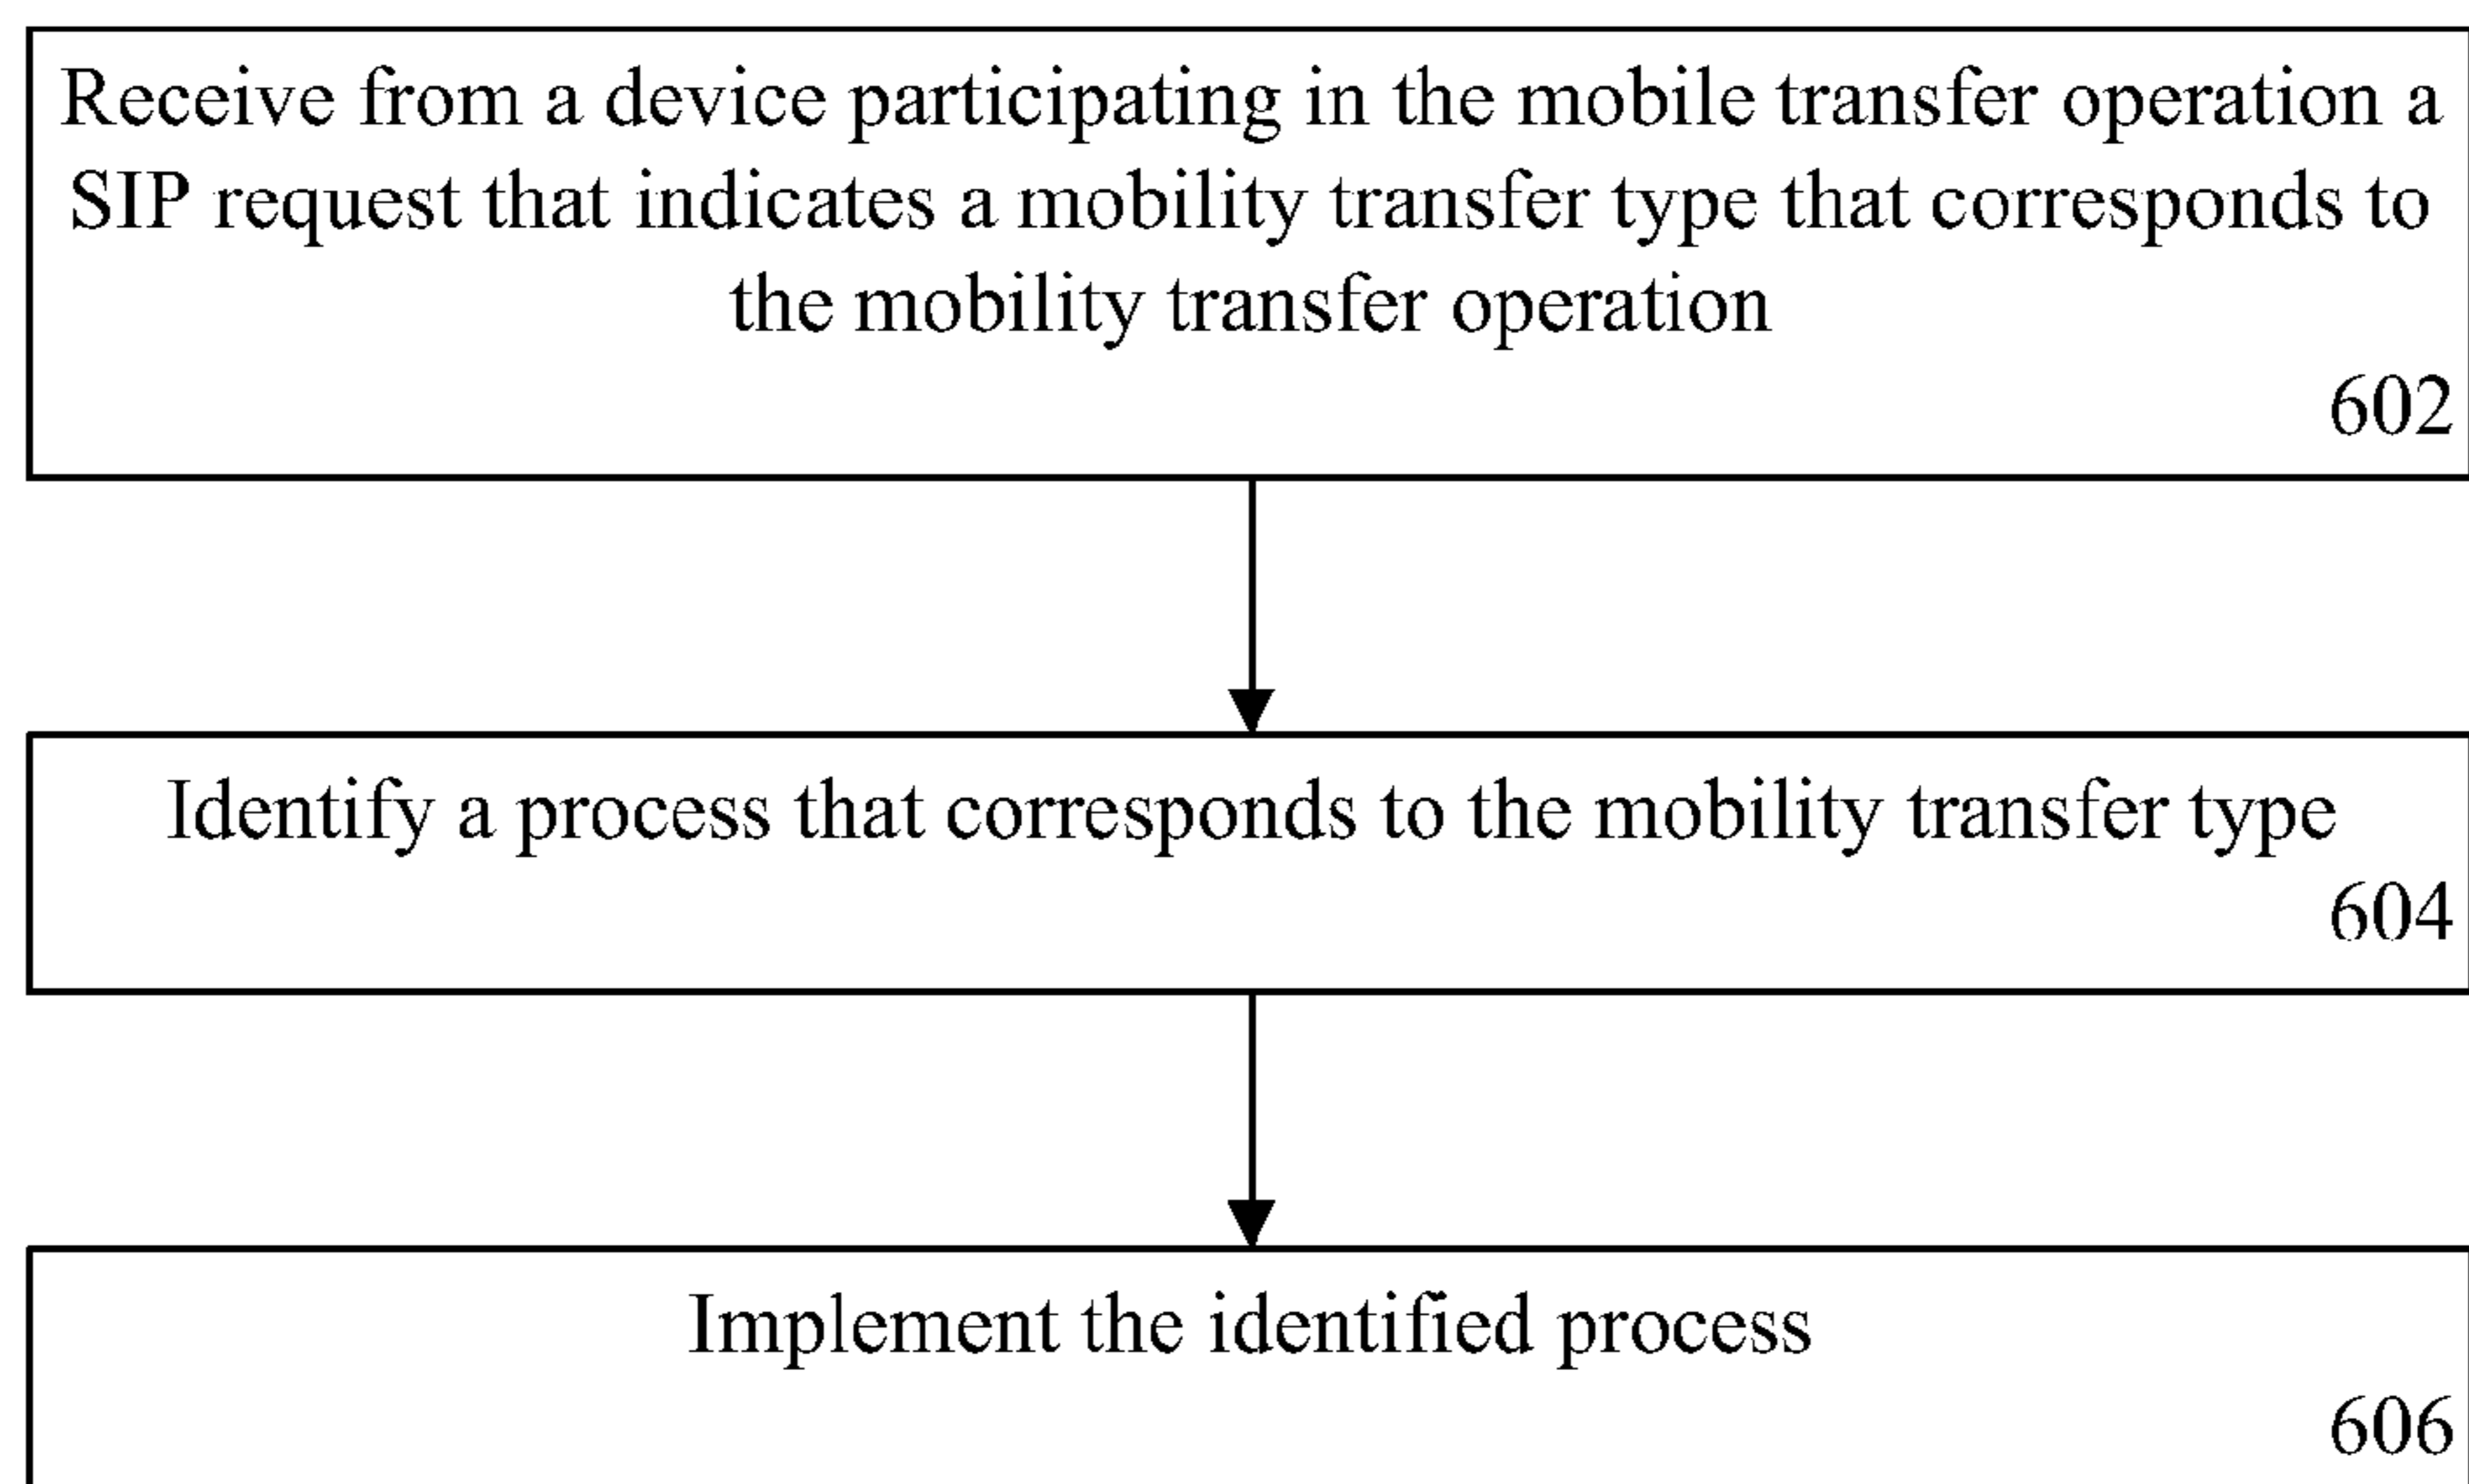 Receive from a device participating in the mobile transfer operation a
SIP request that indicates a mobility transfer type that corresponds to
the mobility transfer operation
602
Identify a process that corresponds to the mobility transfer type
604
Implement the identified process
606